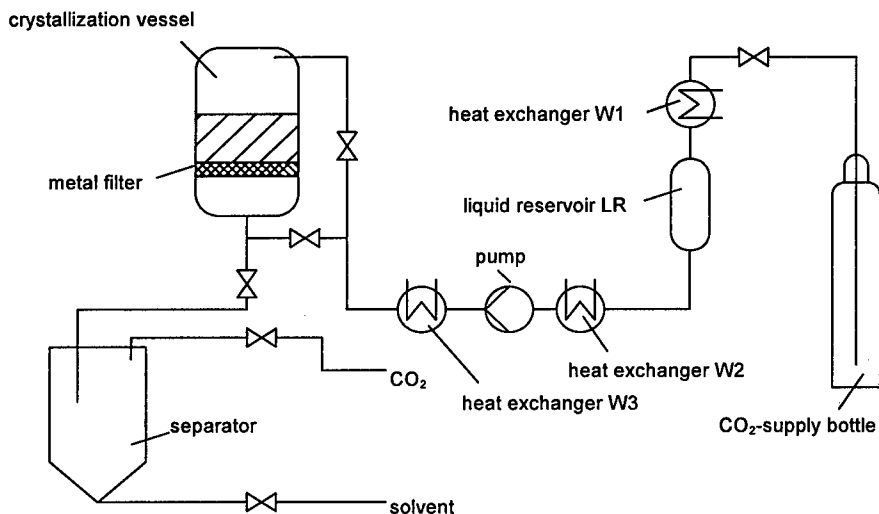 crystallization vessel
heat exchanger W1
metal filter
liquid reservoir LR
pump
CO₂
heat exchanger W2
heat exchanger W3
CO₂-supply bottle
separator
solvent